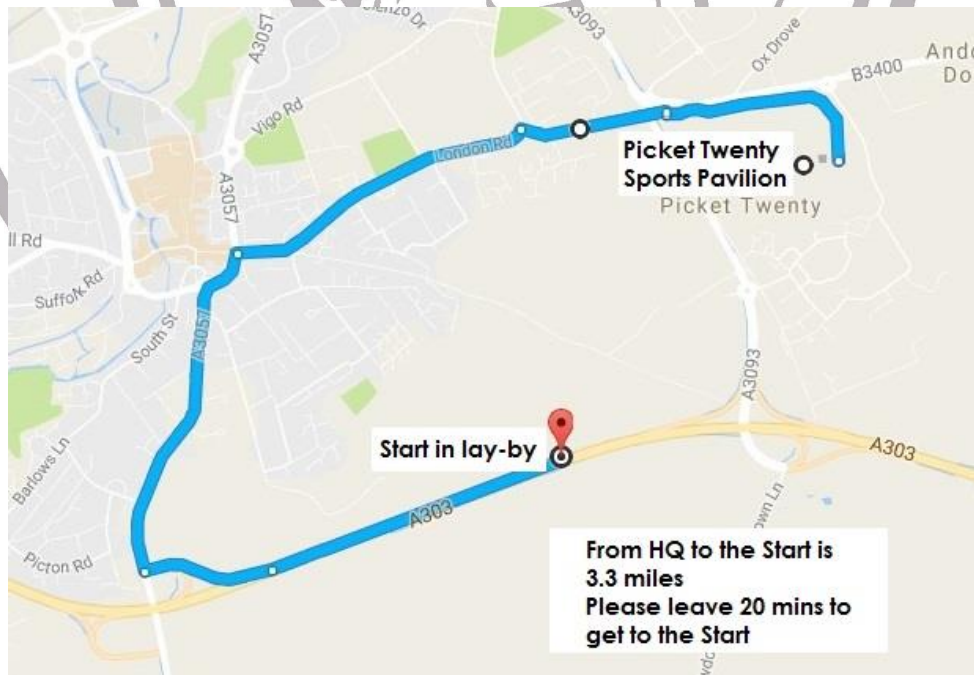 A3057
A3093
Ox Drove
B3400
Vigo Rd
London Rd
Picket Twenty
Sports Pavilion
Picket Twenty
A3057
Suffolk Rd
South St
A3057
A3093
Start in lay-by
A303
A303
Barlows Ln
Picton Rd
From HQ to the Start is
3.3 miles
Please leave 20 mins to
get to the Start